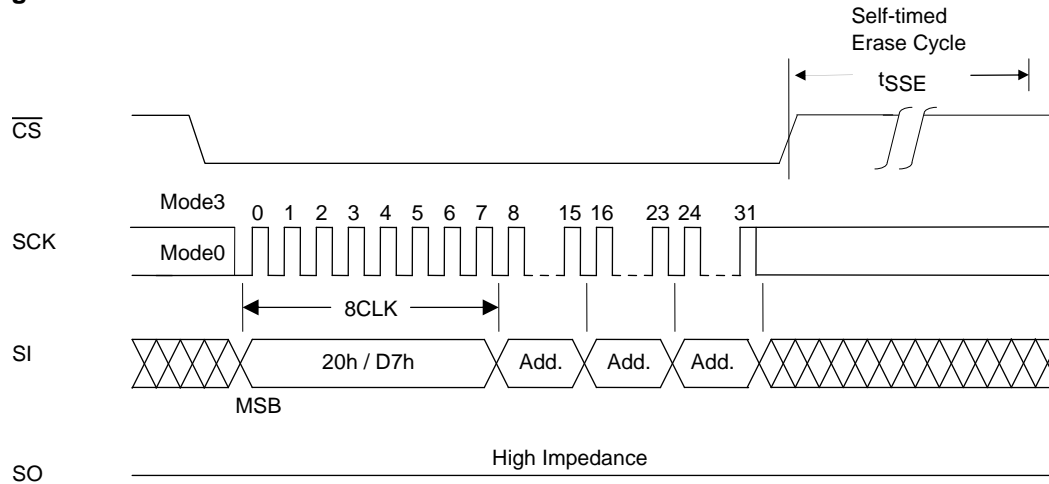 Self-timed
Erase Cycle
tSSE
CS
Mode3
0 1 2 3 4 5 6 7 8 15 16 23 24 31
SCK
Mode0
8CLK
SI
20h / D7h Add. Add. Add.
MSB
High Impedance
SO